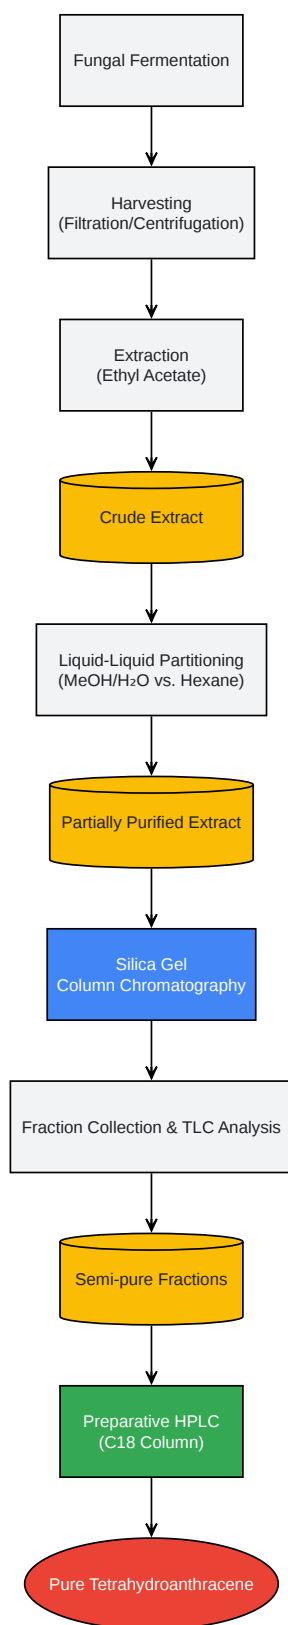 Fungal Fermentation
Harvesting
(Filtration/Centrifugation)
Extraction
(Ethyl Acetate)
Crude Extract
Liquid-Liquid Partitioning
(MeOH/H₂O vs. Hexane)
Partially Purified Extract
Silica Gel
Column Chromatography
Fraction Collection & TLC Analysis
Semi-pure Fractions
Preparative HPLC
(C18 Column)
Pure Tetrahydroanthracene